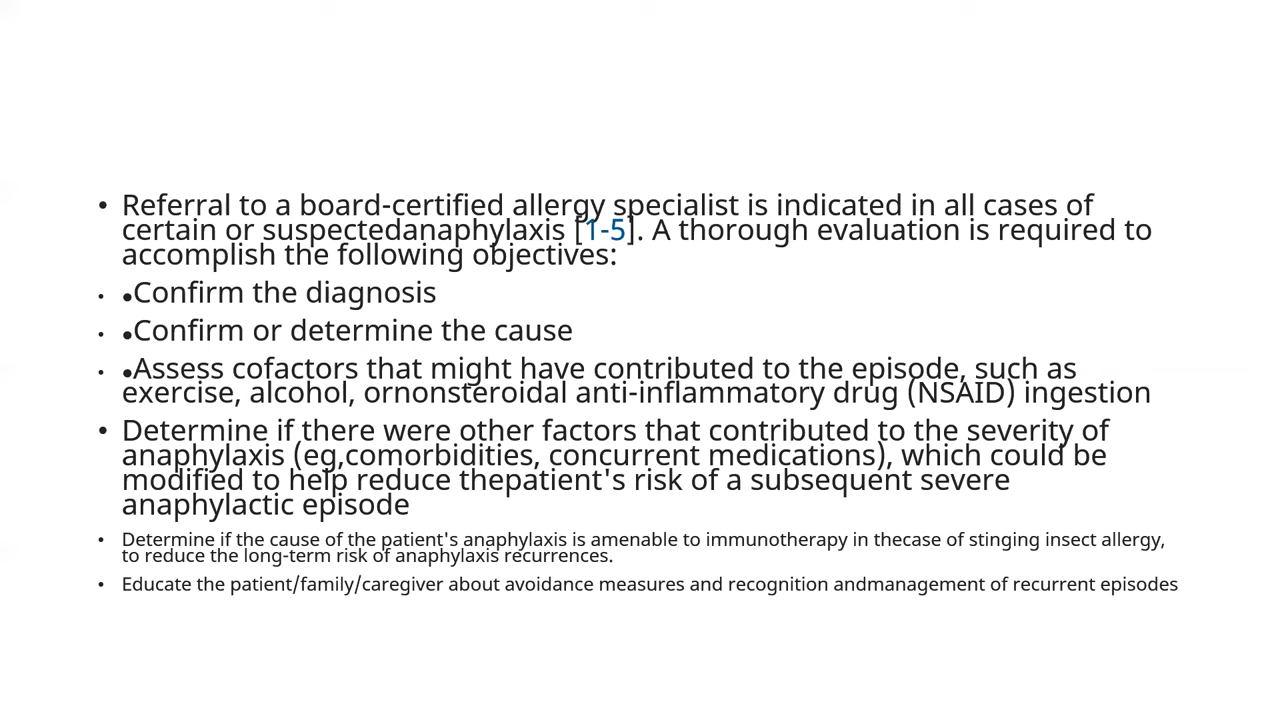 • Referral to a board-certified allergy specialist is indicated in all cases of
certain or suspectedanaphylaxis [1-5]. A thorough evaluation is required to
accomplish the following objectives:
• ●Confirm the diagnosis
• ●Confirm or determine the cause
• ●Assess cofactors that might have contributed to the episode, such as
exercise, alcohol, ornonsteroidal anti-inflammatory drug (NSAID) ingestion
• Determine if there were other factors that contributed to the severity of
anaphylaxis (eg,comorbidities, concurrent medications), which could be
modified to help reduce thepatient's risk of a subsequent severe
anaphylactic episode
• Determine if the cause of the patient's anaphylaxis is amenable to immunotherapy in thecase of stinging insect allergy,
to reduce the long-term risk of anaphylaxis recurrences.
• Educate the patient/family/caregiver about avoidance measures and recognition andmanagement of recurrent episodes